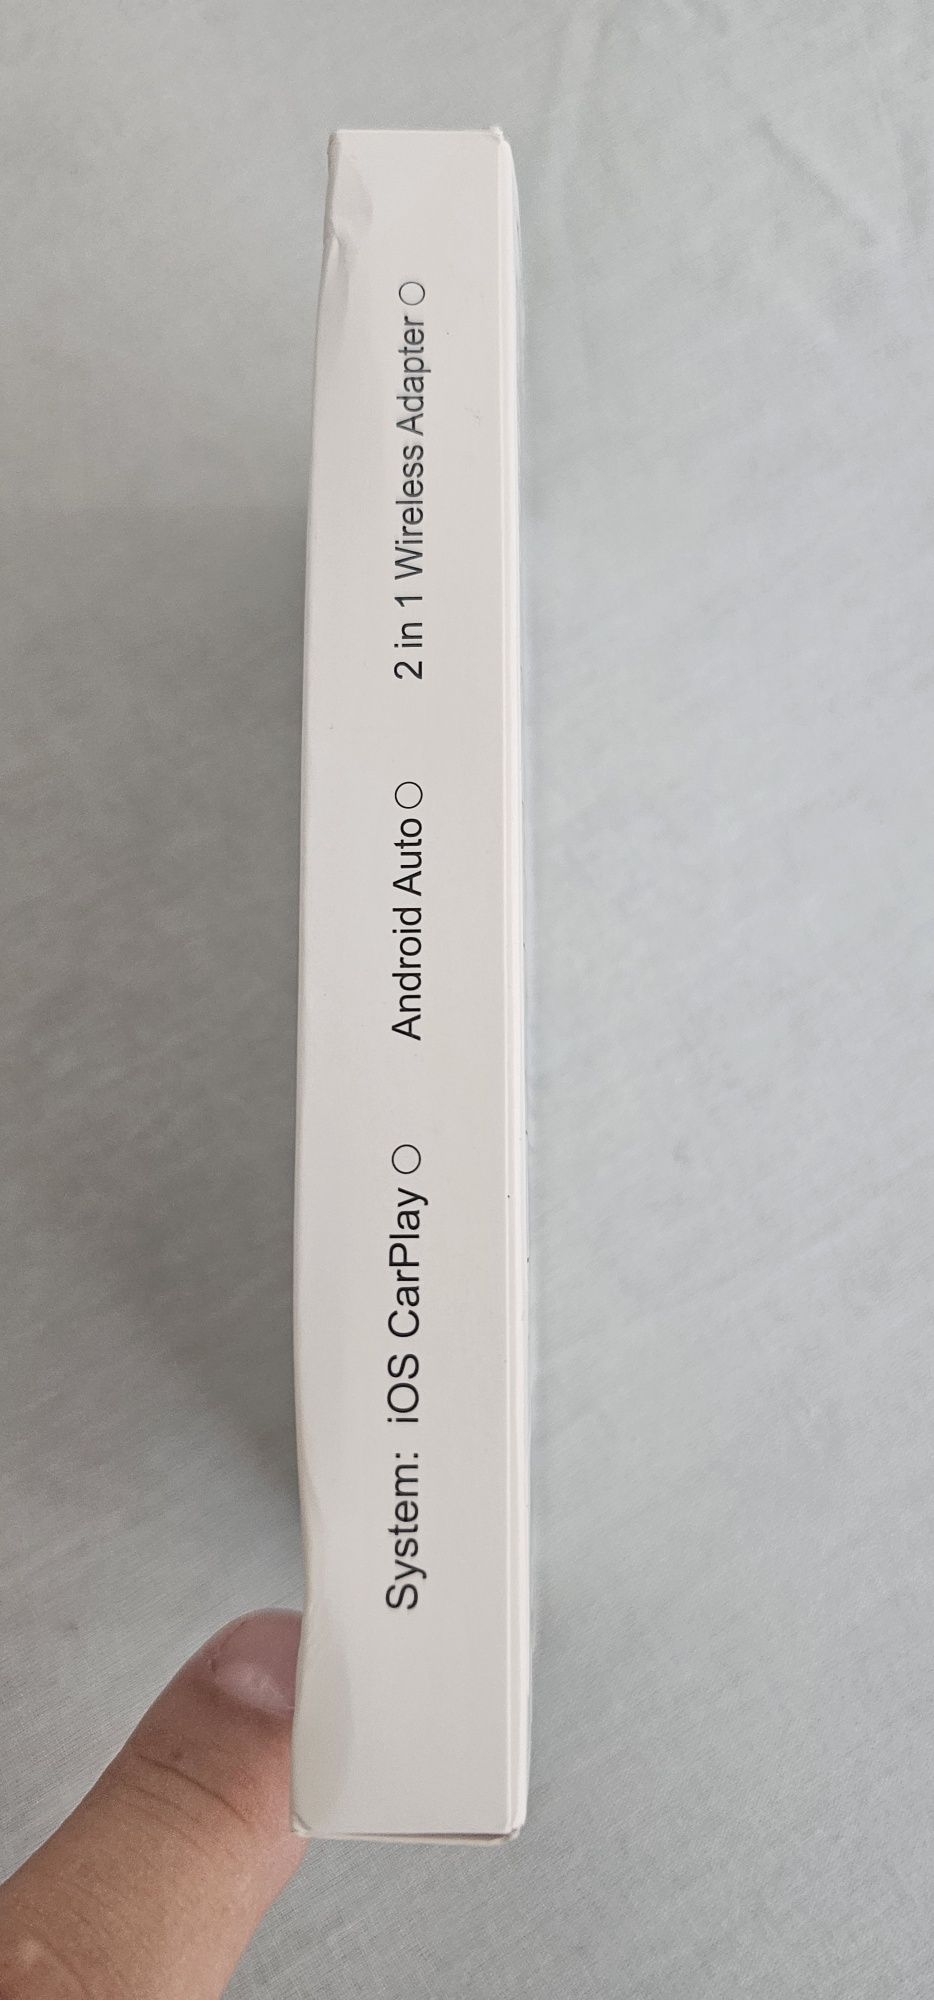 System: iOS CarPlay ○ Android Auto ○ 2 in 1 Wireless Adapter ○